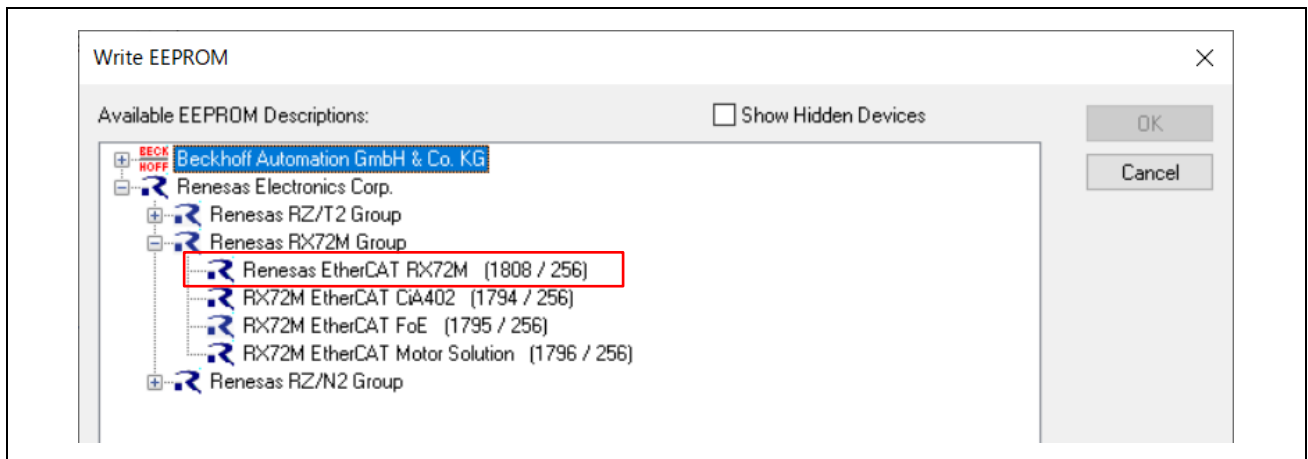 Write EEPROM
Available EEPROM Descriptions:
Show Hidden Devices
OK
Cancel
BECK
HOFF
Beckhoff Automation GmbH & Co. KG
Renesas Electronics Corp.
Renesas RZ/T2 Group
Renesas RX72M Group
Renesas EtherCAT RX72M (1808 / 256)
RX72M EtherCAT CiA402 (1794 / 256)
RX72M EtherCAT FoE (1795 / 256)
RX72M EtherCAT Motor Solution (1796 / 256)
Renesas RZ/N2 Group